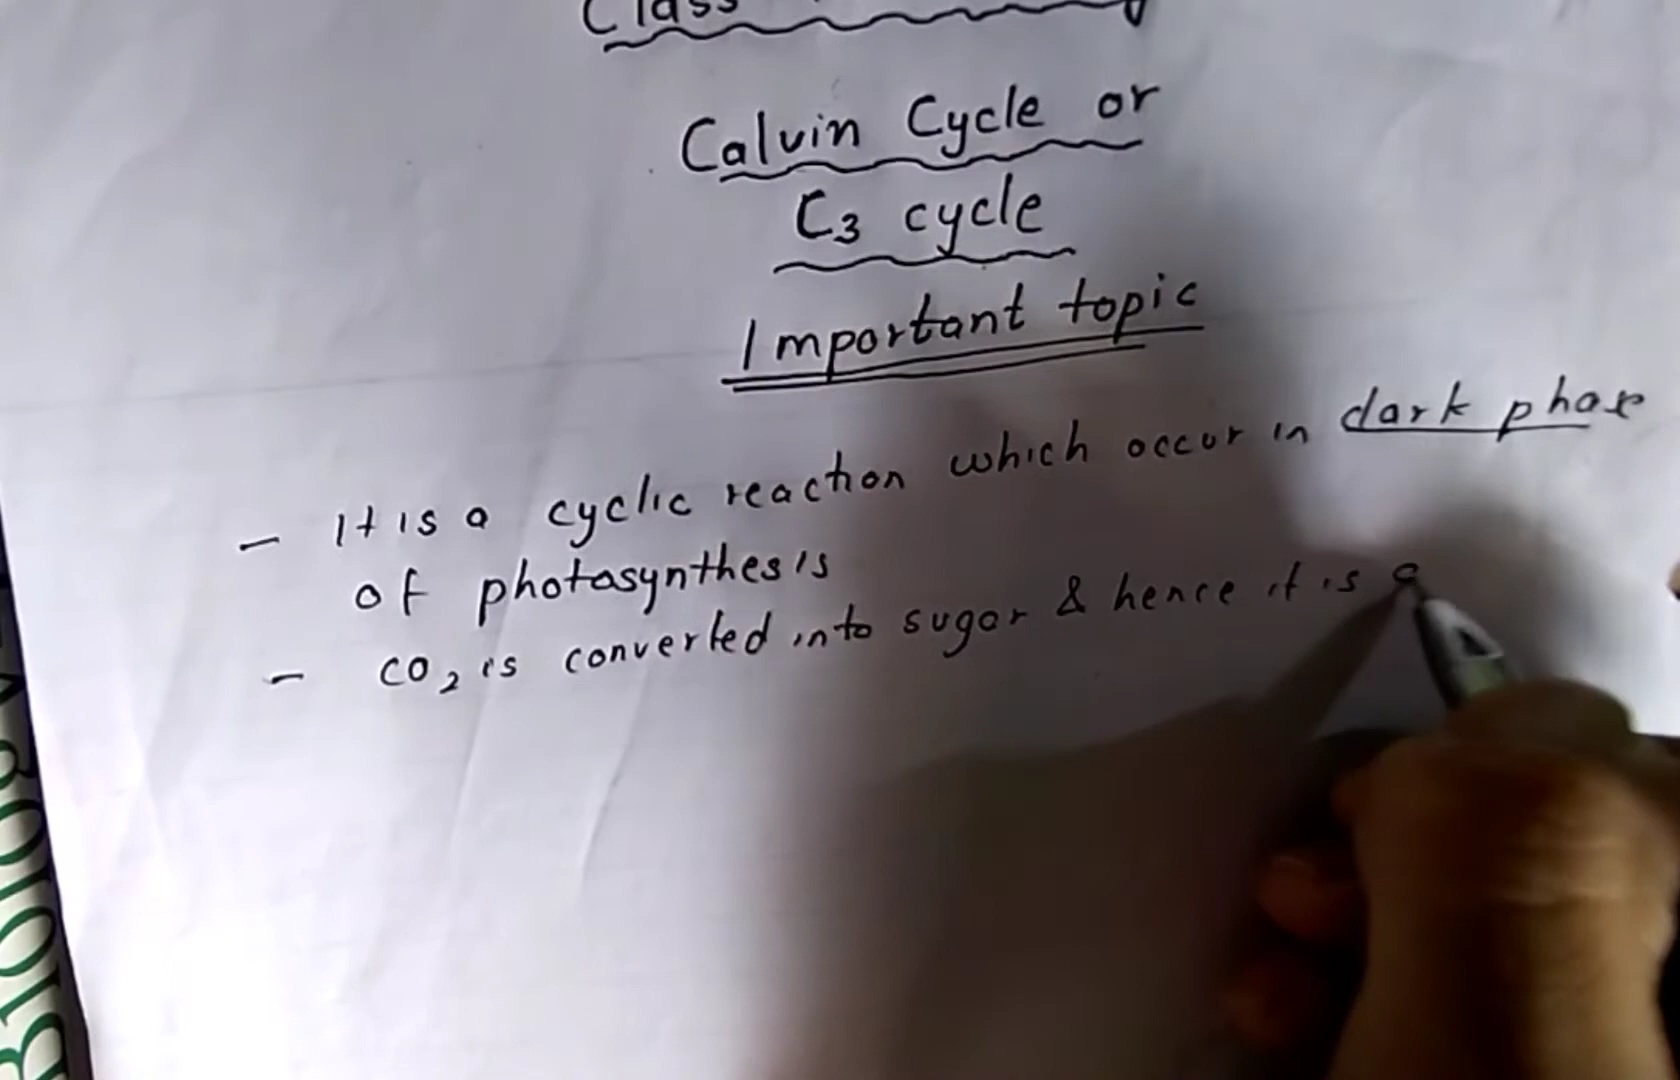 Class
Calvin Cycle or
C3 cycle
Important topic
- It is a cyclic reaction which occur in dark phase
of photosynthesis
- CO2 is converted into sugar & hence it is a